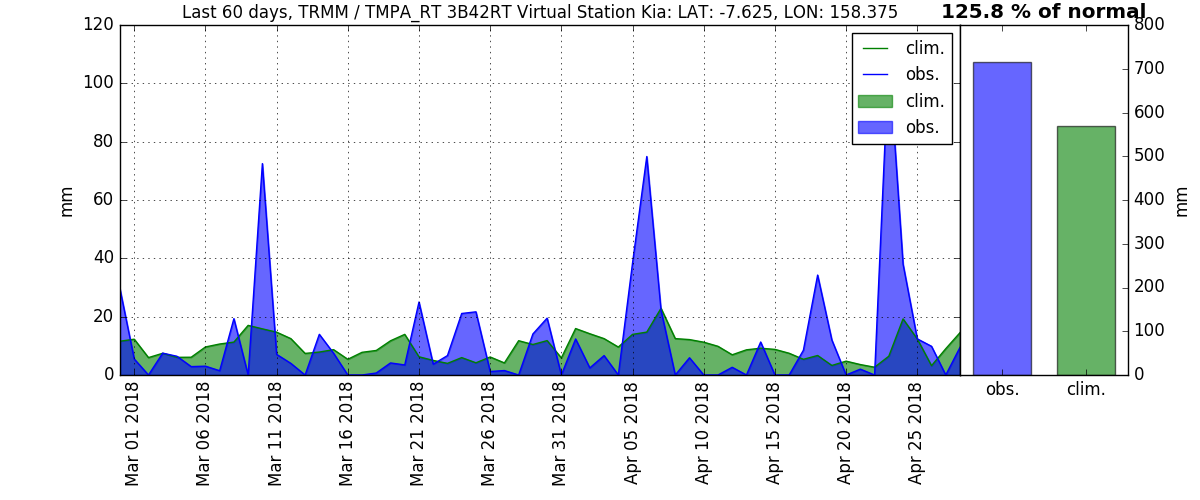 Last 60 days, TRMM / TMPA_RT 3B42RT Virtual Station Kia: LAT: -7.625, LON: 158.375
125.8 % of normal
120
100
80
60
40
20
0
mm
clim.
obs.
clim.
obs.
800
700
600
500
400
300
200
100
0
mm
obs.
clim.
Mar 01 2018
Mar 06 2018
Mar 11 2018
Mar 16 2018
Mar 21 2018
Mar 26 2018
Mar 31 2018
Apr 05 2018
Apr 10 2018
Apr 15 2018
Apr 20 2018
Apr 25 2018